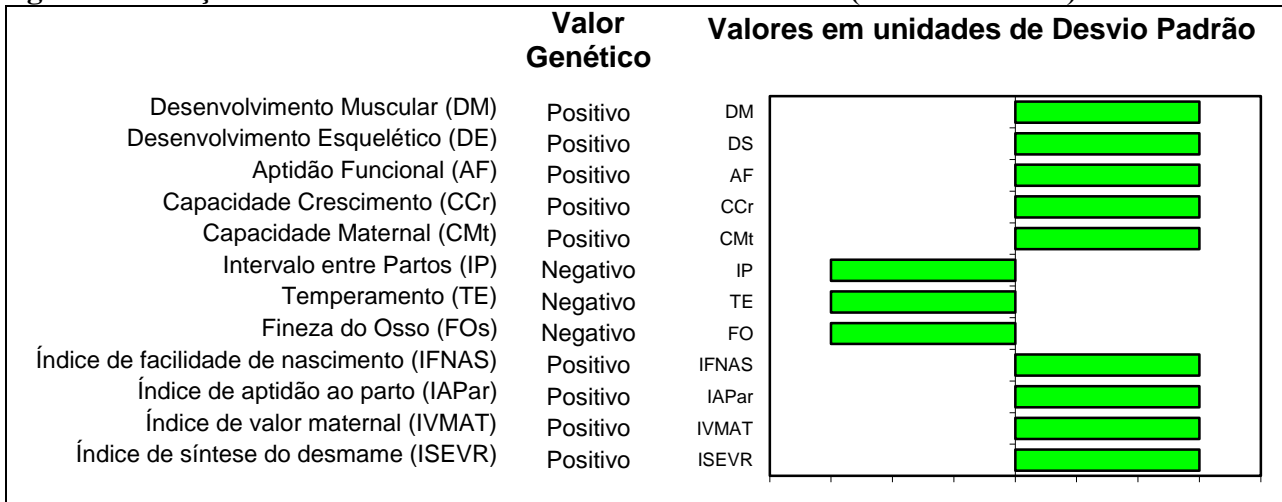 Valor Genético Valores em unidades de Desvio Padrão
Desenvolvimento Muscular (DM) Positivo DM
Desenvolvimento Esquelético (DE) Positivo DS
Aptidão Funcional (AF) Positivo AF
Capacidade Crescimento (CCr) Positivo CCr
Capacidade Maternal (CMt) Positivo CMt
Intervalo entre Partos (IP) Negativo IP
Temperamento (TE) Negativo TE
Fineza do Osso (FOs) Negativo FO
Índice de facilidade de nascimento (IFNAS) Positivo IFNAS
Índice de aptidão ao parto (IAPar) Positivo IAPar
Índice de valor maternal (IVMAT) Positivo IVMAT
Índice de síntese do desmame (ISEVR) Positivo ISEVR